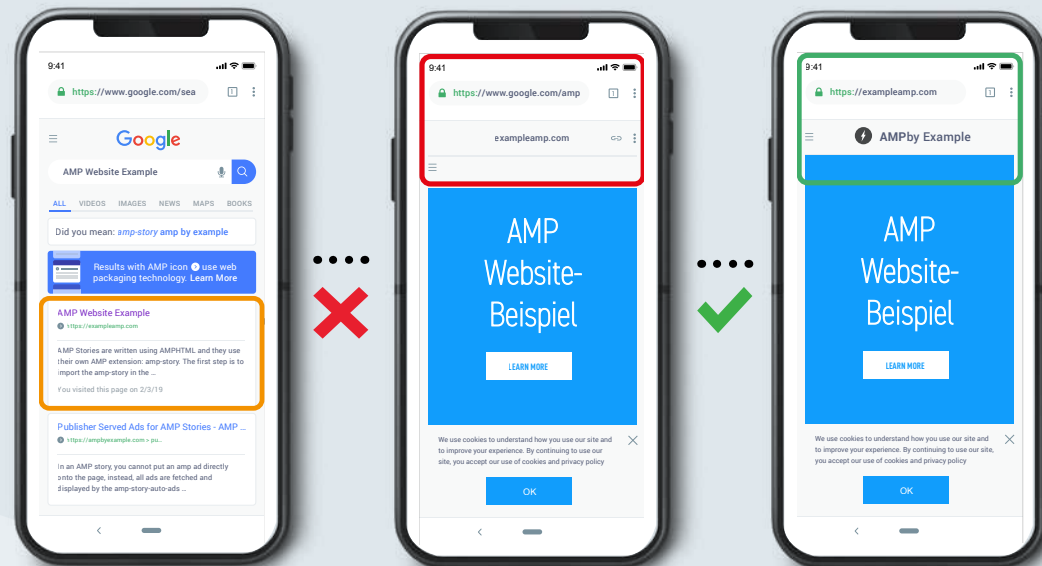 9:41
https://www.google.com/sea
1
Google
AMP Website Example
ALL VIDEOS IMAGES NEWS MAPS BOOKS
Did you mean: amp-story amp by example
Results with AMP icon use web
packaging technology. Learn More
AMP Website Example
https://exampleamp.com
AMP Stories are written using AMPHTML and they use
their own AMP extension: amp-story. The first step is to
import the amp-story in the ...
You visited this page on 2/3/19
Publisher Served Ads for AMP Stories - AMP ...
https://ampbyexample.com > pu...
In an AMP story, you cannot put an amp ad directly
onto the page, instead, all ads are fetched and
displayed by the amp-story-auto-ads ...
9:41
https://www.google.com/amp
1
exampleamp.com
AMP
Website-
Beispiel
LEARN MORE
We use cookies to understand how you use our site and
to improve your experience. By continuing to use our
site, you accept our use of cookies and privacy policy
OK
9:41
https://exampleamp.com
1
AMPby Example
AMP
Website-
Beispiel
LEARN MORE
We use cookies to understand how you use our site and
to improve your experience. By continuing to use our site,
you accept our use of cookies and privacy policy
OK